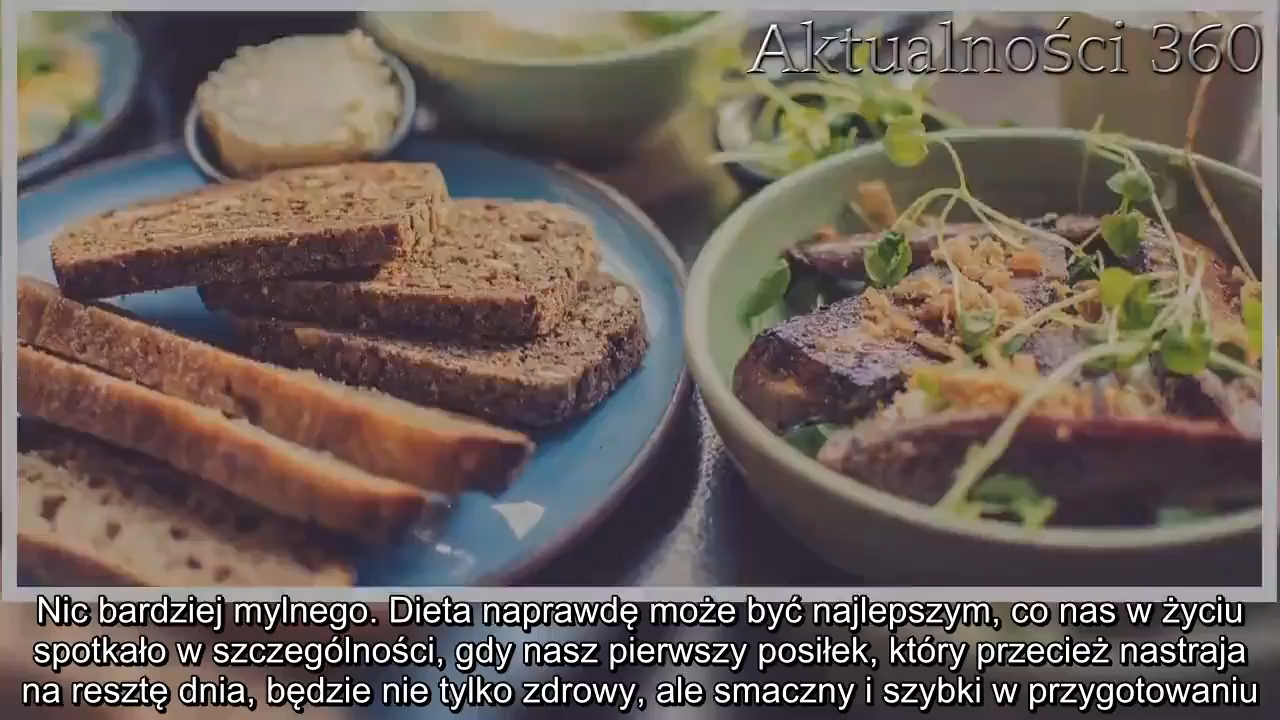 Aktualności 360
Nic bardziej mylnego. Dieta naprawdę może być najlepszym, co nas w życiu
spotkało w szczególności, gdy nasz pierwszy posiłek, który przecież nastraja
na resztę dnia, będzie nie tylko zdrowy, ale smaczny i szybki w przygotowaniu